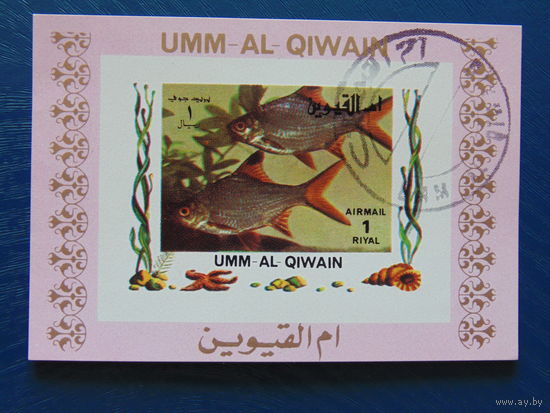 UMM-AL-QIWAIN
بريد جوي
١
ريال
ام القيوين
AIRMAIL
1
RIYAL
UMM-AL-QIWAIN
ام القيوين
www.ay.by